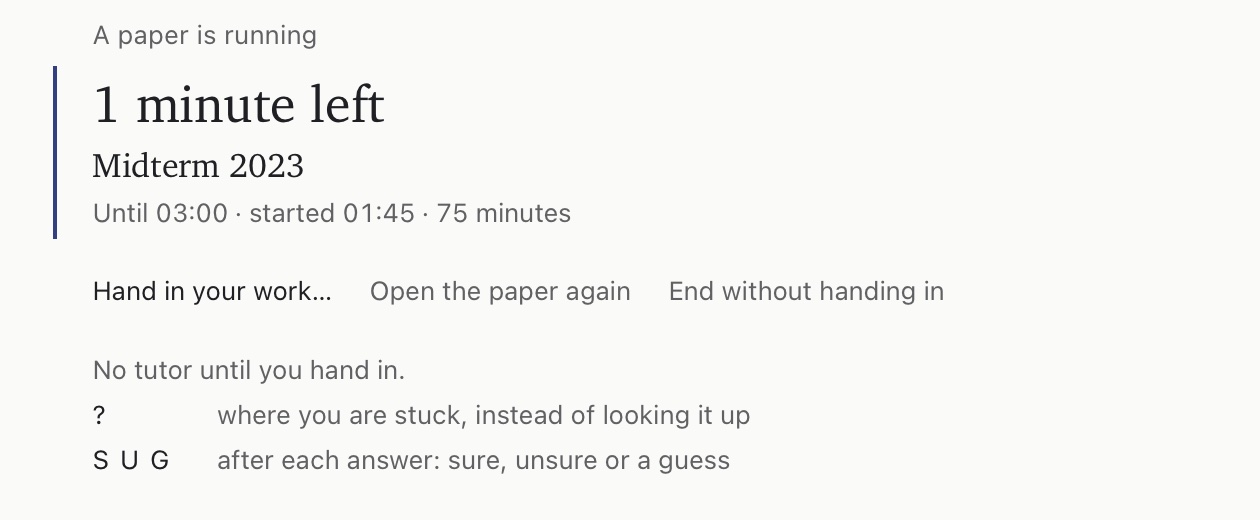 A paper is running
1 minute left
Midterm 2023
Until 03:00 · started 01:45 · 75 minutes
Hand in your work... Open the paper again End without handing in
No tutor until you hand in.
? where you are stuck, instead of looking it up
S U G after each answer: sure, unsure or a guess